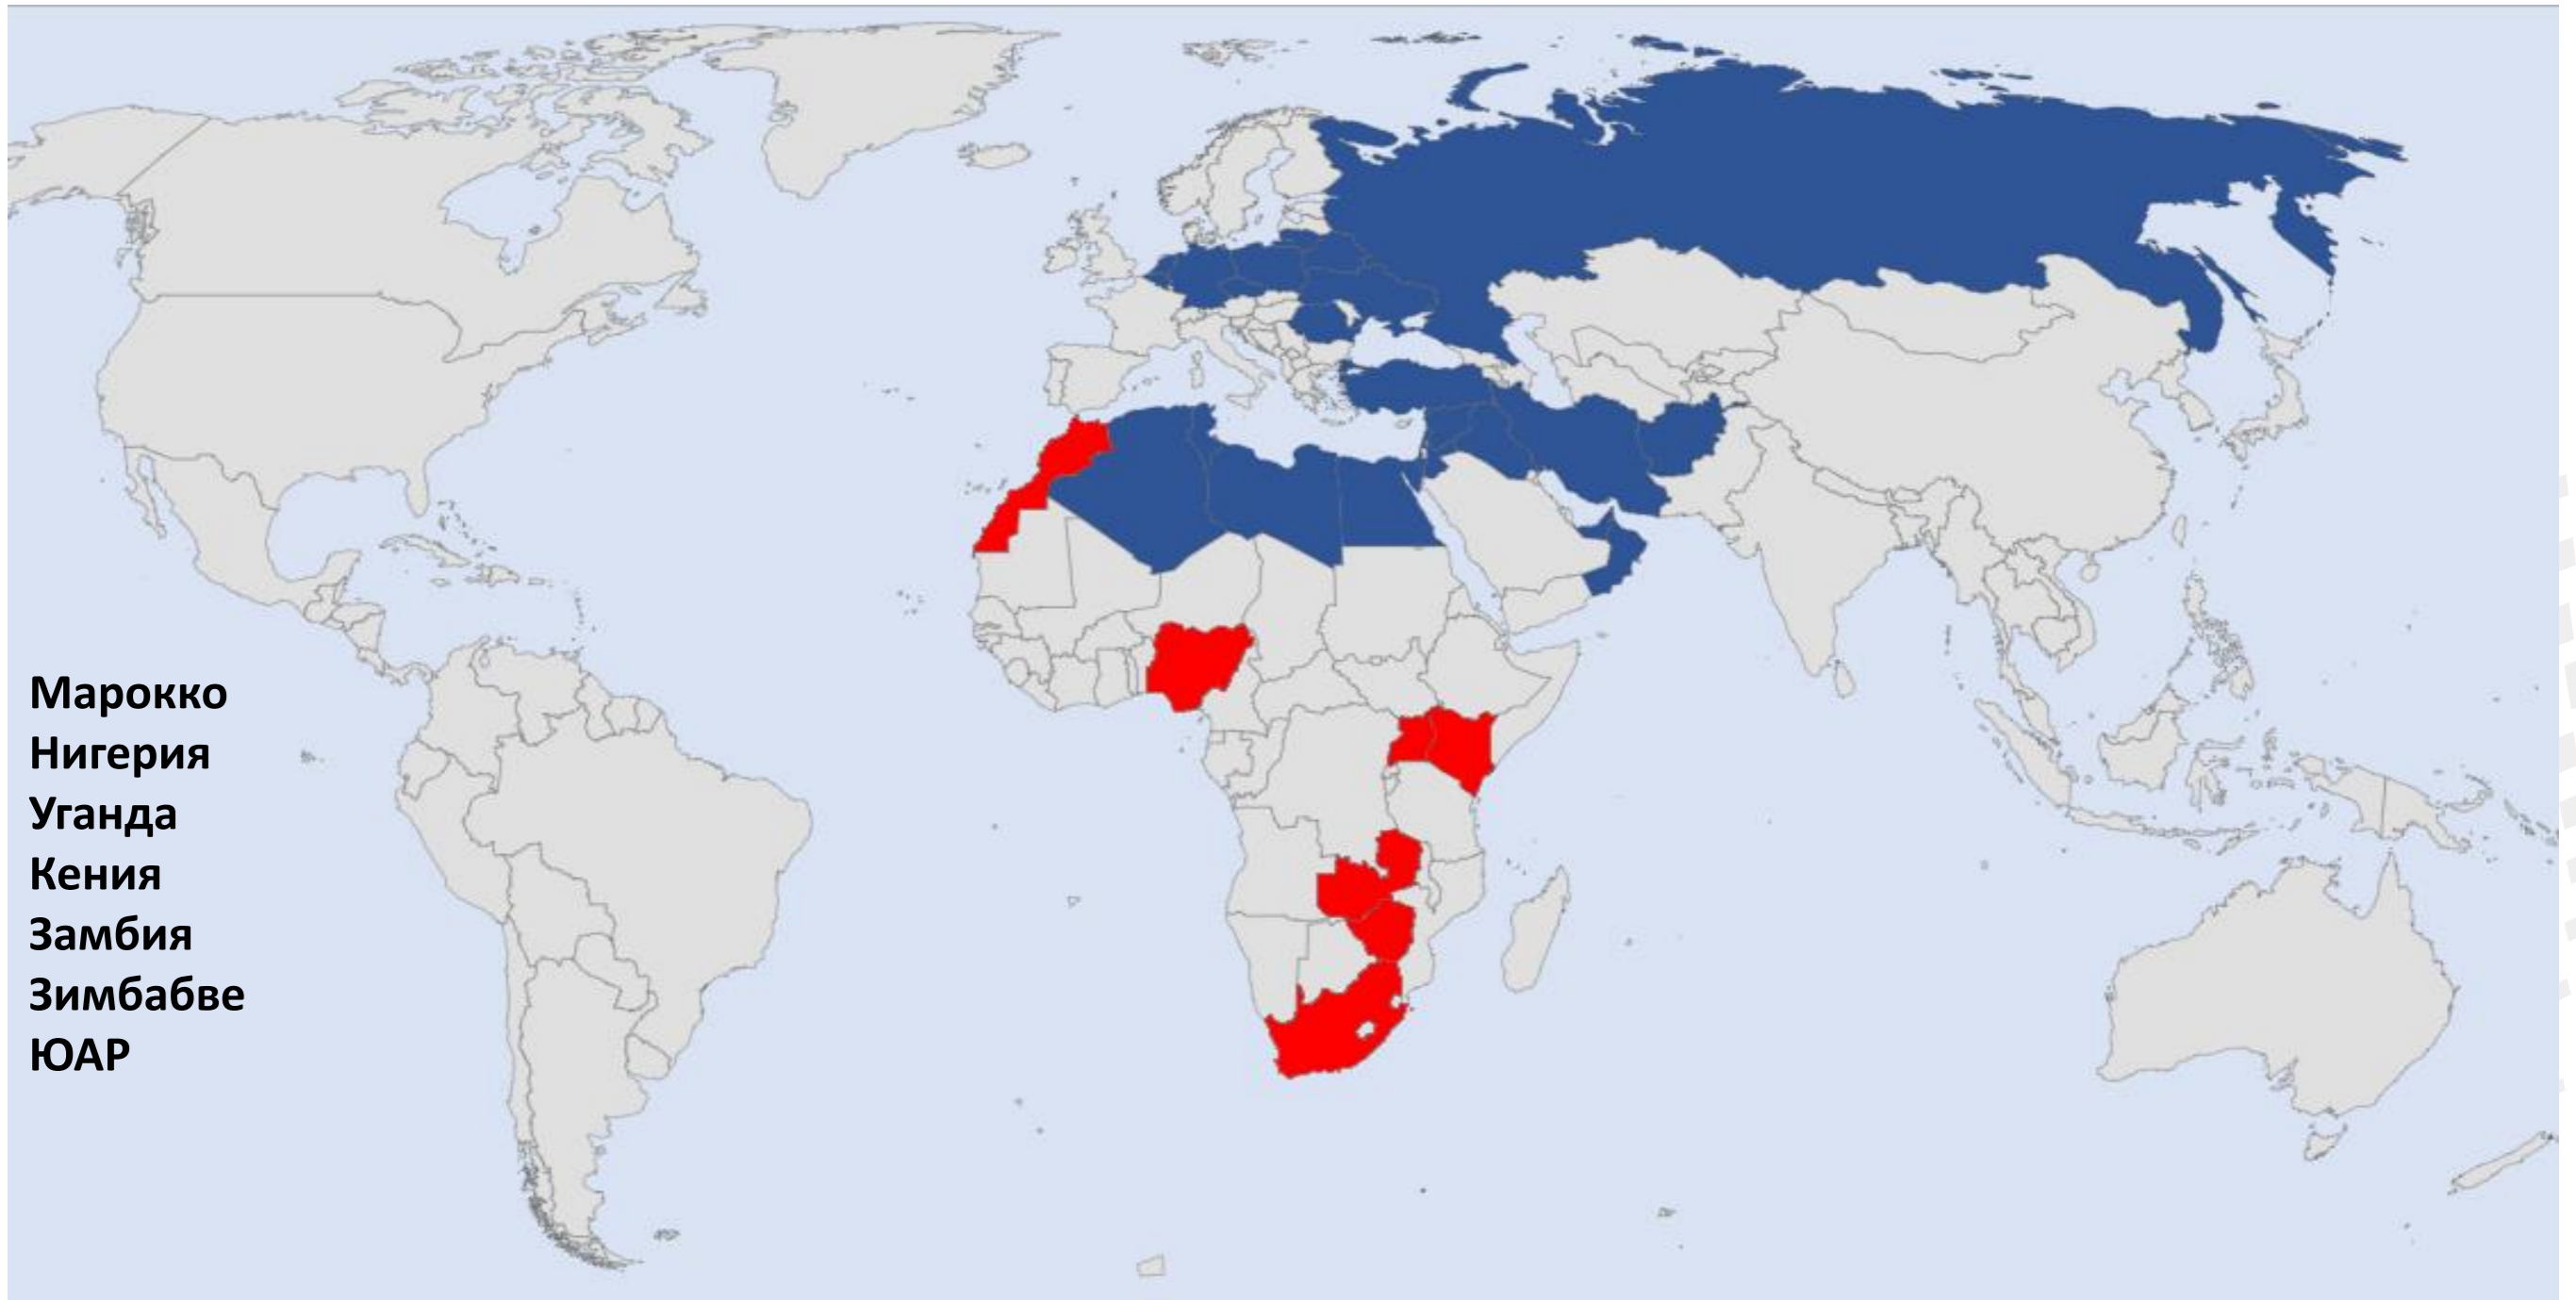 Марокко
Нигерия
Уганда
Кения
Замбия
Зимбабве
ЮАР